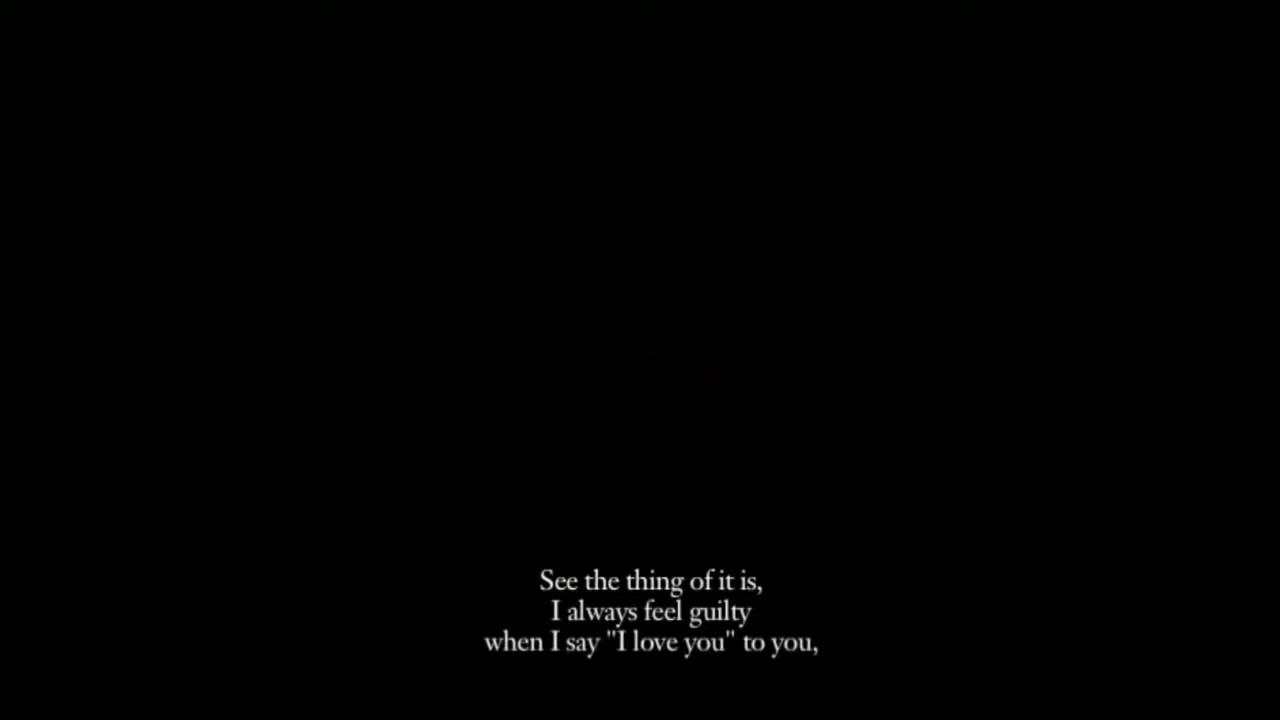 See the thing of it is,
I always feel guilty
when I say "I love you" to you,